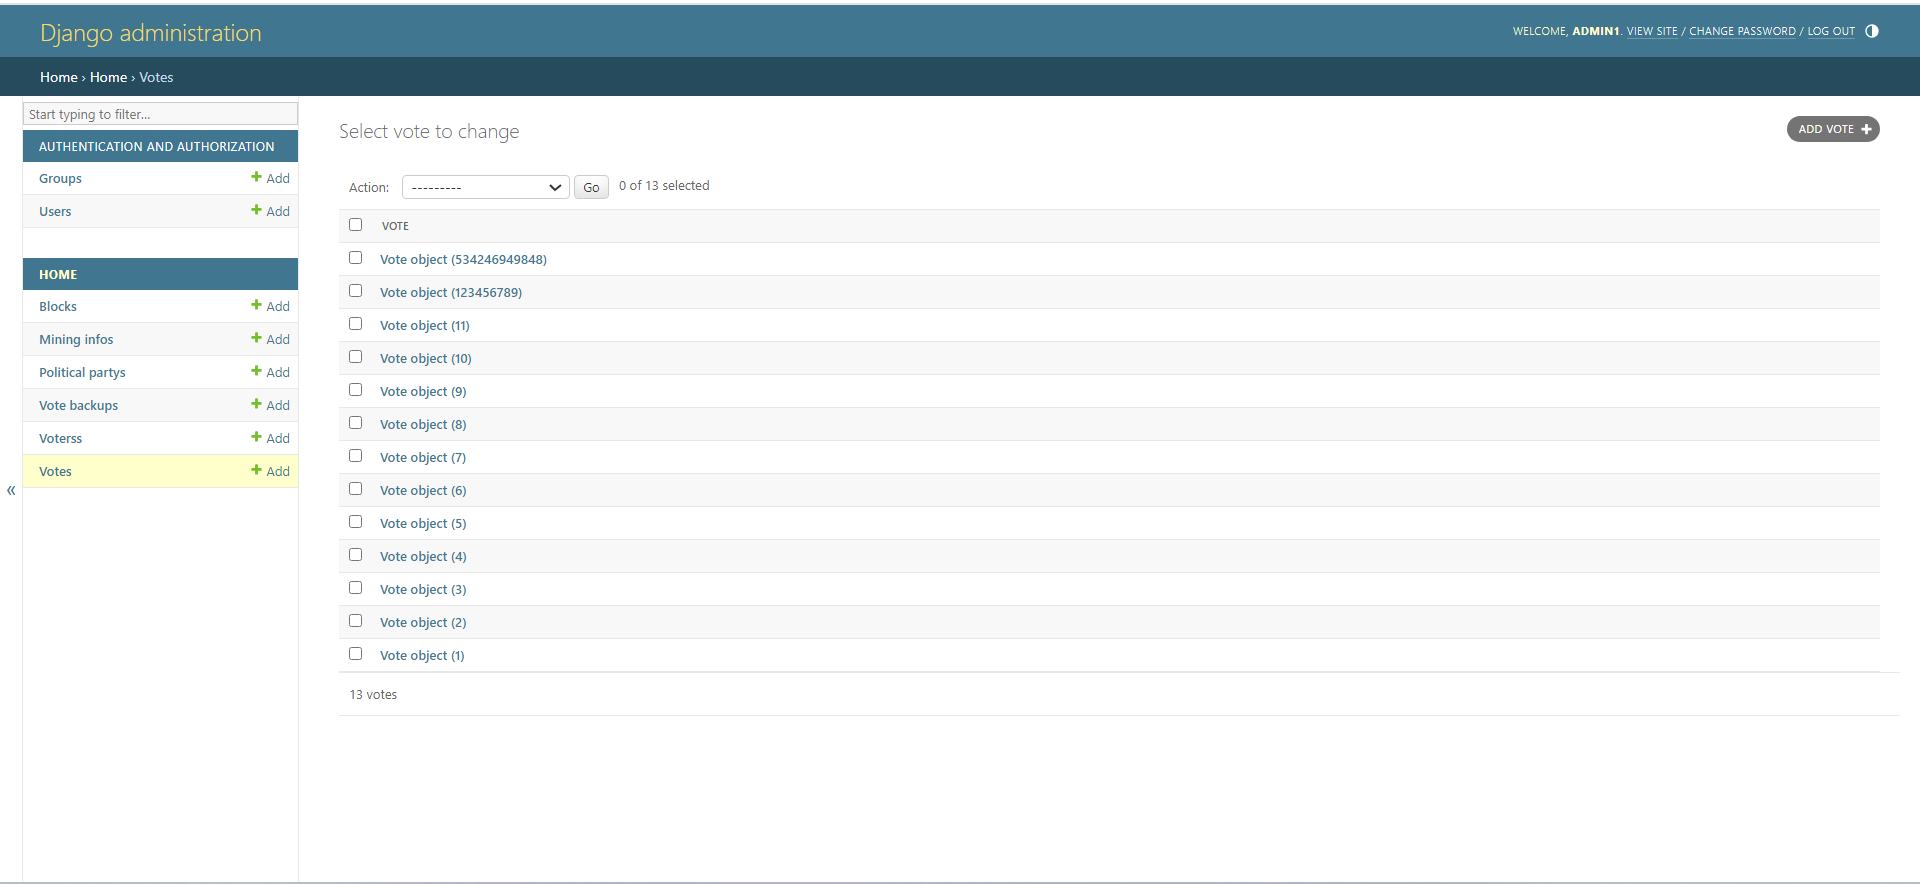 Django administration
WELCOME, ADMIN1. VIEW SITE / CHANGE PASSWORD / LOG OUT
Home › Home › Votes
Start typing to filter...
AUTHENTICATION AND AUTHORIZATION
Groups + Add
Users + Add
HOME
Blocks + Add
Mining infos + Add
Political partys + Add
Vote backups + Add
Voterss + Add
Votes + Add
«
Select vote to change
ADD VOTE +
Action: --------- Go 0 of 13 selected
VOTE
Vote object (534246949848)
Vote object (123456789)
Vote object (11)
Vote object (10)
Vote object (9)
Vote object (8)
Vote object (7)
Vote object (6)
Vote object (5)
Vote object (4)
Vote object (3)
Vote object (2)
Vote object (1)
13 votes